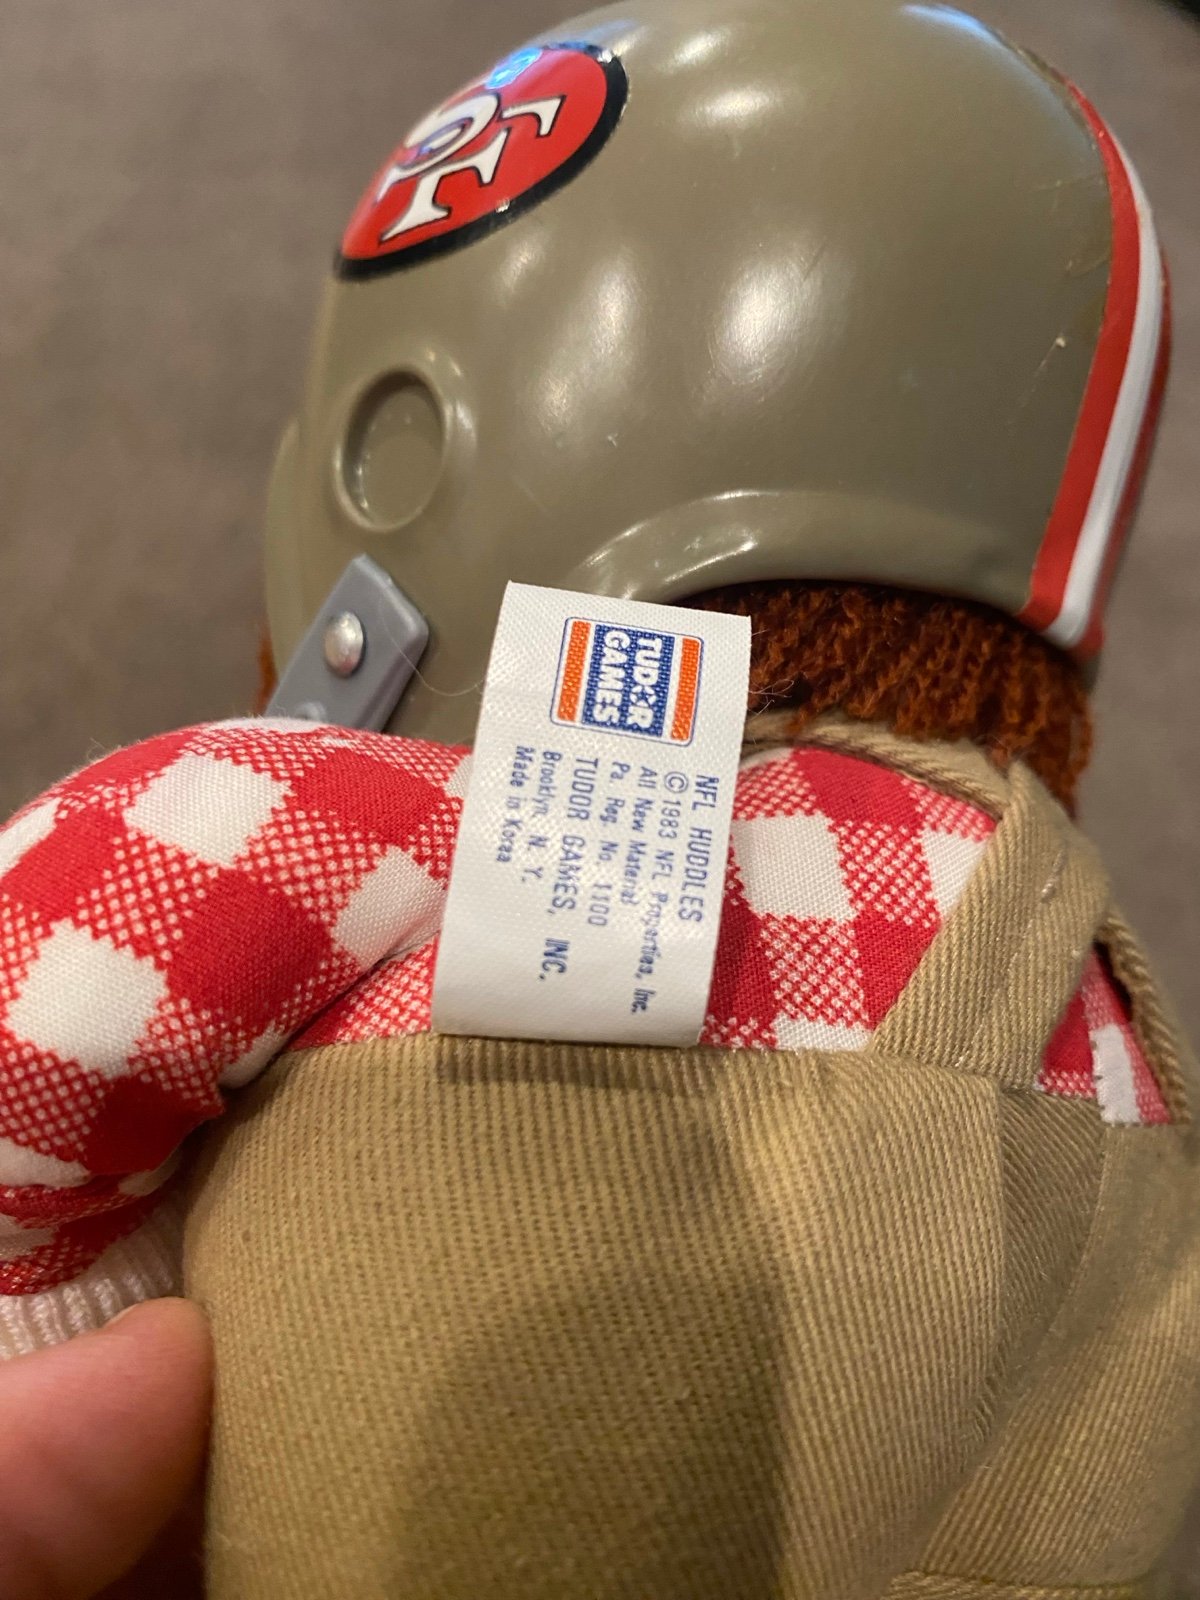 SF
TUDOR
GAMES
NFL HUDDLES
©1983 NFL Properties, Inc.
All New Material
Pa. Reg. No. 1100
TUDOR GAMES, INC.
Brooklyn, N. Y.
Made in Korea